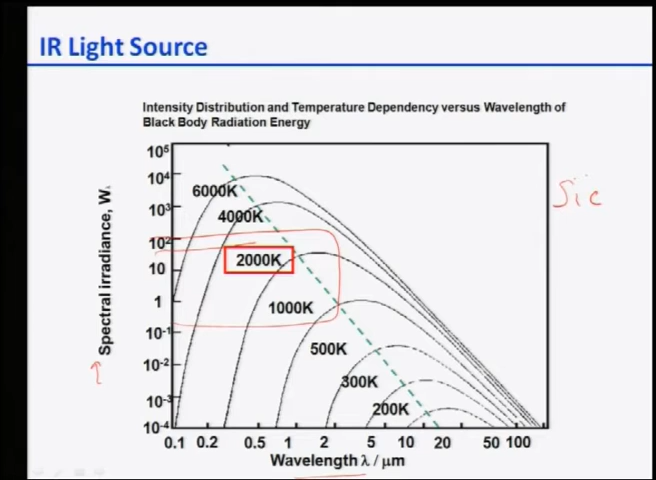 IR Light Source
Intensity Distribution and Temperature Dependency versus Wavelength of
Black Body Radiation Energy
Spectral irradiance, Wλ
10⁵
10⁴
10³
10²
10
1
10⁻¹
10⁻²
10⁻³
10⁻⁴
6000K
4000K
2000K
1000K
500K
300K
200K
Sic
0.1 0.2 0.5 1 2 5 10 20 50 100
Wavelength λ / μm